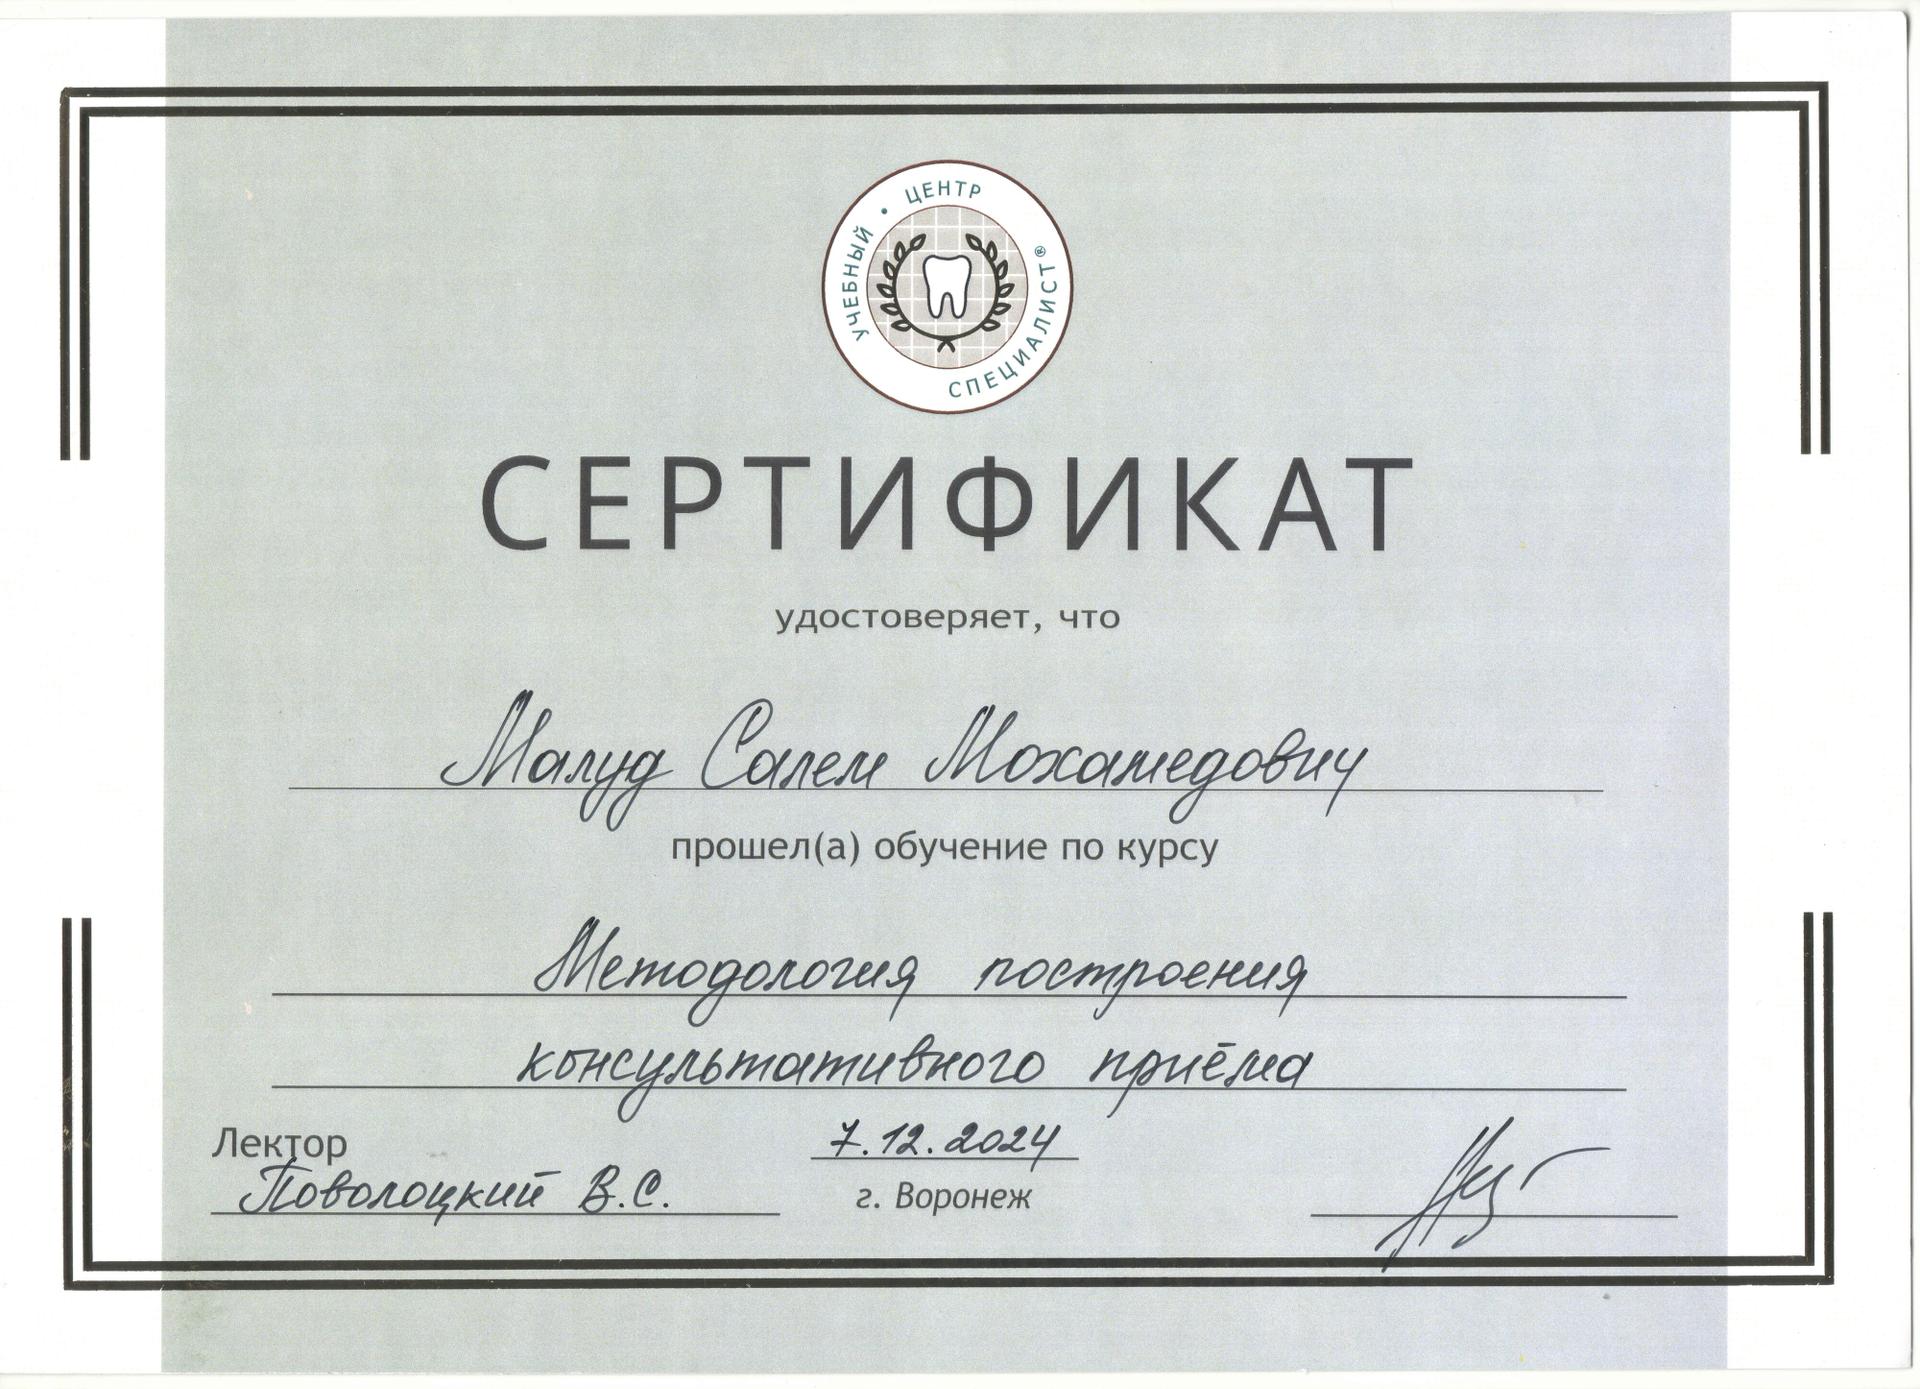 УЧЕБНЫЙ • ЦЕНТР
СПЕЦИАЛИСТ®
СЕРТИФИКАТ
удостоверяет, что
Малуд Салем Мохамедович
прошел(а) обучение по курсу
Методология построения
консультативного приёма
Лектор
7.12.2024
Поволоцкий В.С.
г. Воронеж